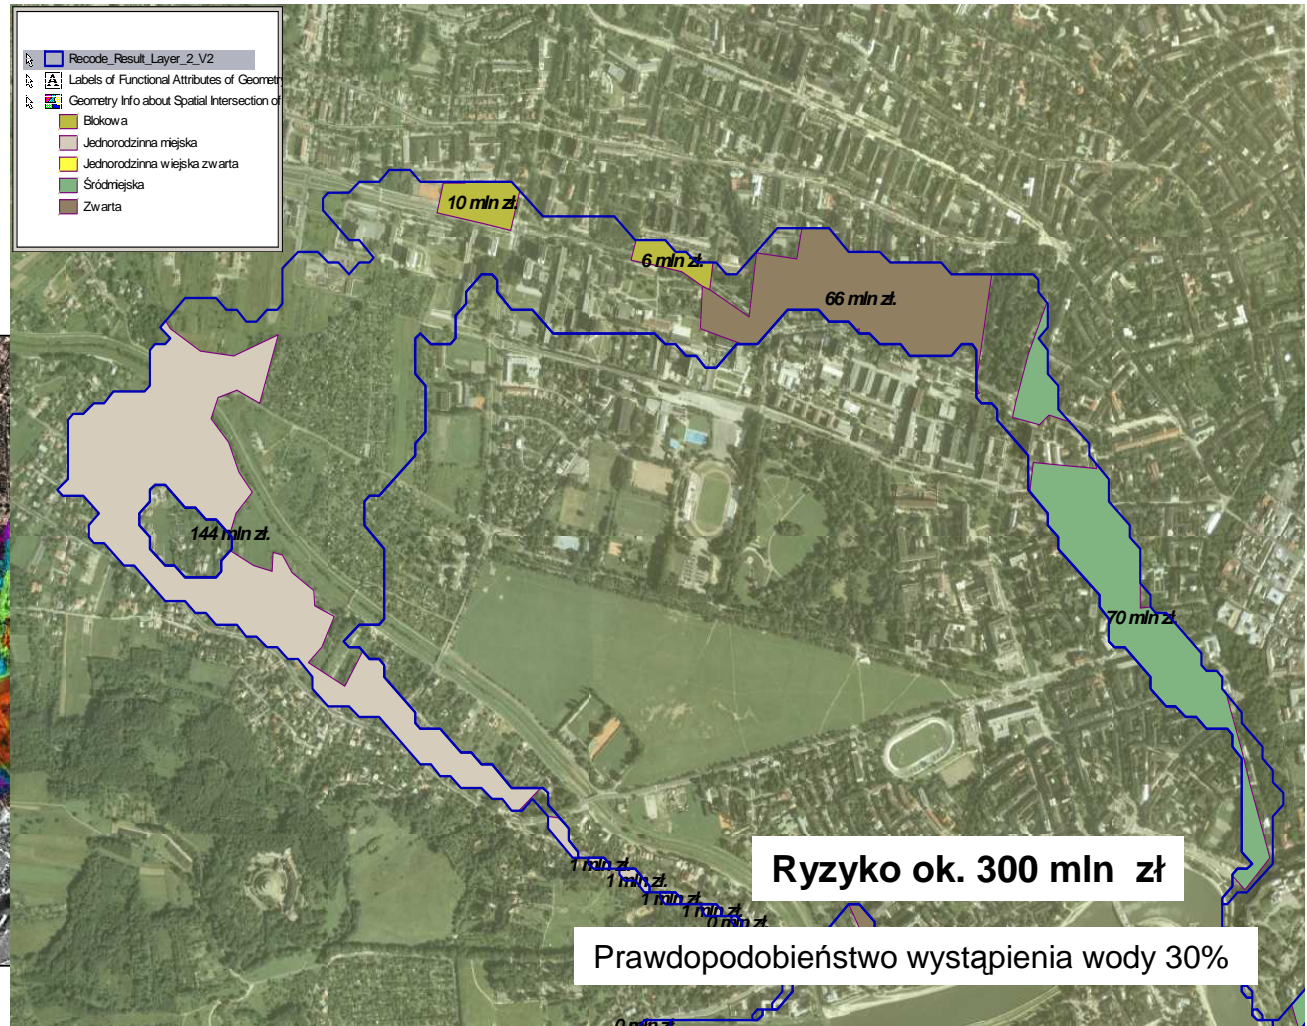 Recode_Result_Layer_2_V2
Labels of Functional Attributes of Geometry
Geometry Info about Spatial Intersection of
Blokowa
Jednorodzinna miejska
Jednorodzinna wiejska zwarta
Śródmiejska
Zwarta
10 mln zł.
6 mln zł.
66 mln zł.
144 mln zł.
70 mln zł.
1 mln zł.
1 mln zł.
1 mln zł.
1 mln zł.
0 mln zł.
Ryzyko ok. 300 mln zł
Prawdopodobieństwo wystąpienia wody 30%
0 mln zł.